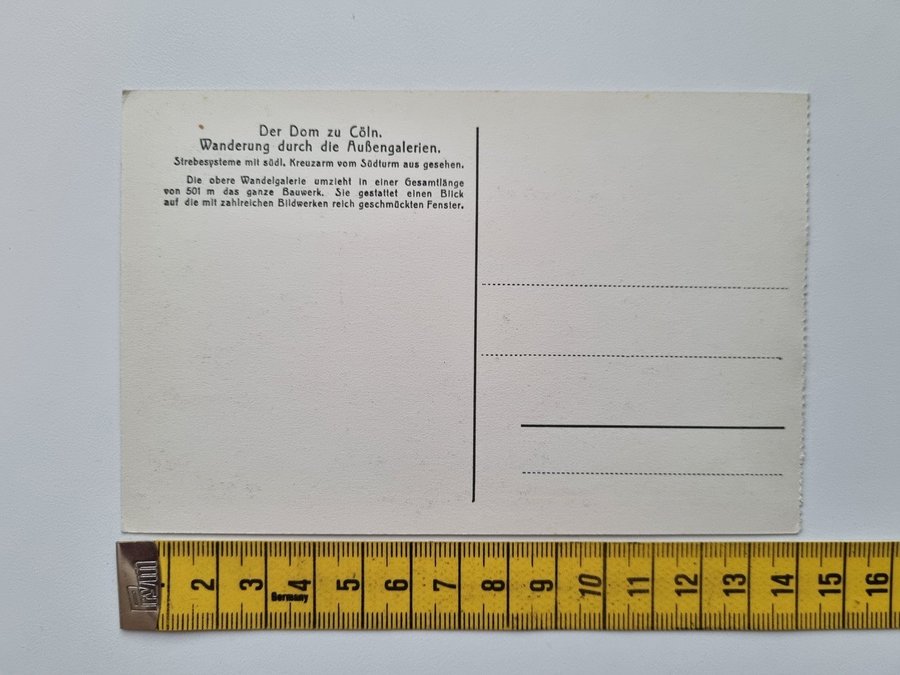 Der Dom zu Cöln.
Wanderung durch die Außengalerien.
Strebesysteme mit südl. Kreuzarm vom Südturm aus gesehen.
Die obere Wandelgalerie umzieht in einer Gesamtlänge
von 501 m das ganze Bauwerk. Sie gestattet einen Blick
auf die mit zahlreichen Bildwerken reich geschmückten Fenster.
Prym 2 3 4 5 6 7 8 9 10 11 12 13 14 15 16
Germany